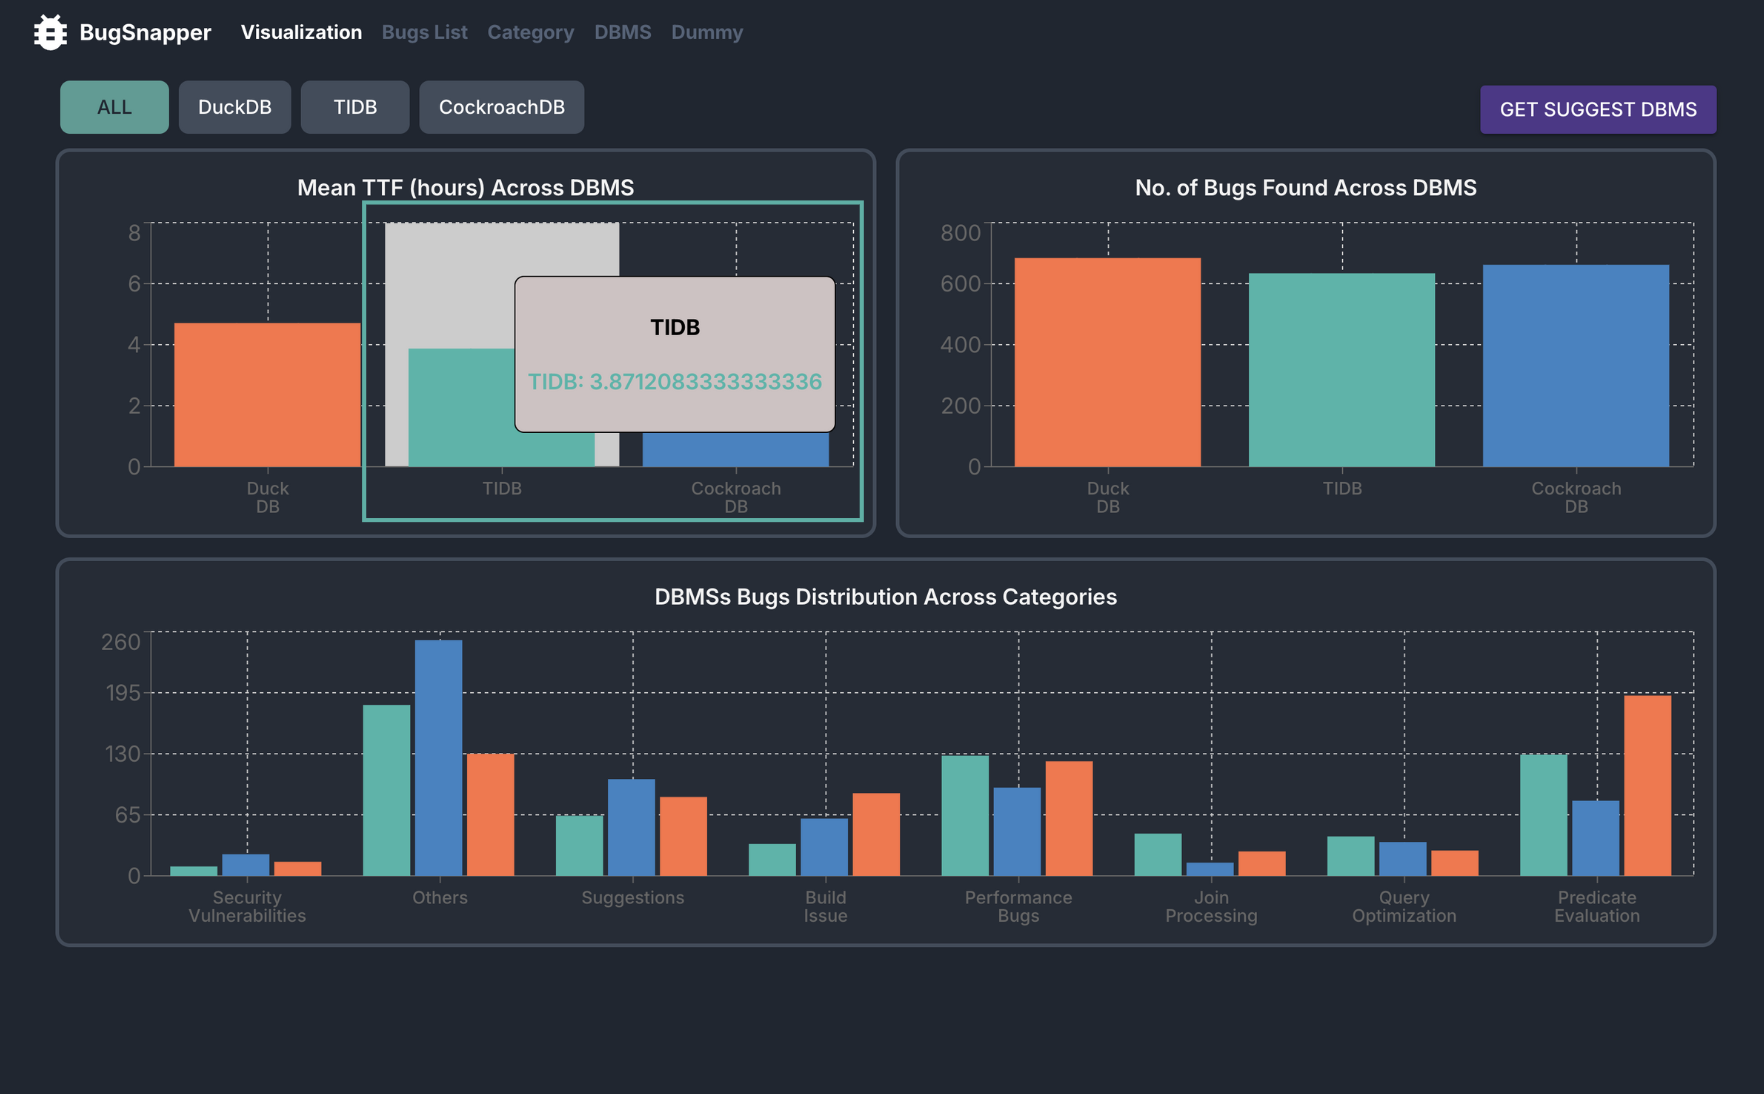 BugSnapper
Visualization
Bugs List
Category
DBMS
Dummy
ALL
DuckDB
TIDB
CockroachDB
GET SUGGEST DBMS
Mean TTF (hours) Across DBMS
8
6
4
2
0
TIDB
TIDB: 3.8712083333333336
Duck
DB
TIDB
Cockroach
DB
No. of Bugs Found Across DBMS
800
600
400
200
0
Duck
DB
TIDB
Cockroach
DB
DBMSs Bugs Distribution Across Categories
260
195
130
65
0
Security
Vulnerabilities
Others
Suggestions
Build
Issue
Performance
Bugs
Join
Processing
Query
Optimization
Predicate
Evaluation